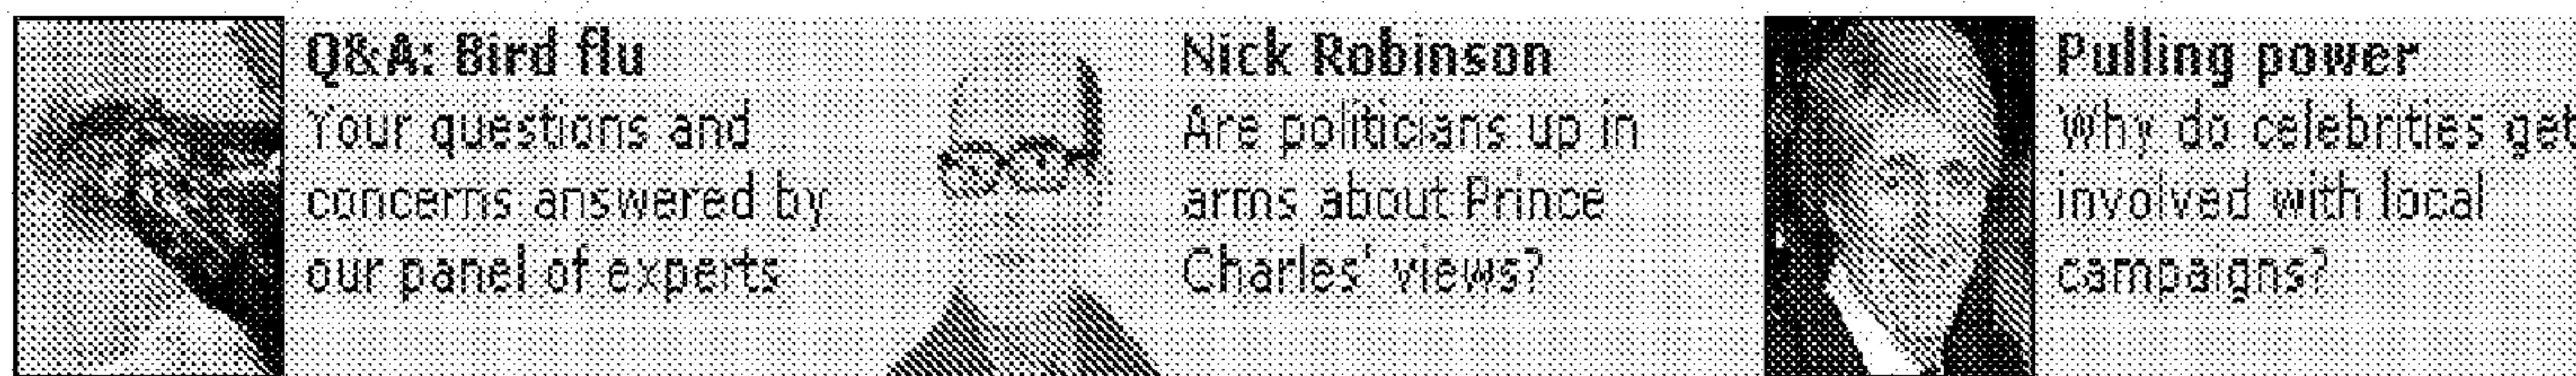 Q&A: Bird flu
Your questions and
concerns answered by
our panel of experts
Nick Robinson
Are politicians up in
arms about Prince
Charles' views?
Pulling power
Why do celebrities get
involved with local
campaigns?